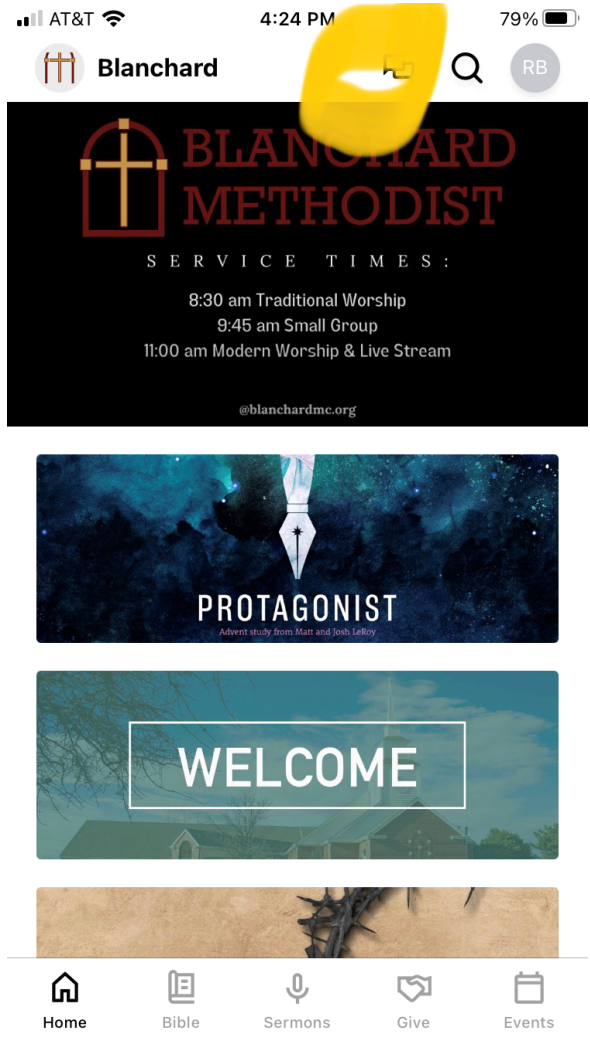 AT&T
4:24 PM
79%
Blanchard
RB
BLANCHARD
METHODIST
SERVICE TIMES:
8:30 am Traditional Worship
9:45 am Small Group
11:00 am Modern Worship & Live Stream
@blanchardmc.org
PROTAGONIST
Advent study from Matt and Josh LeRoy
WELCOME
Home
Bible
Sermons
Give
Events